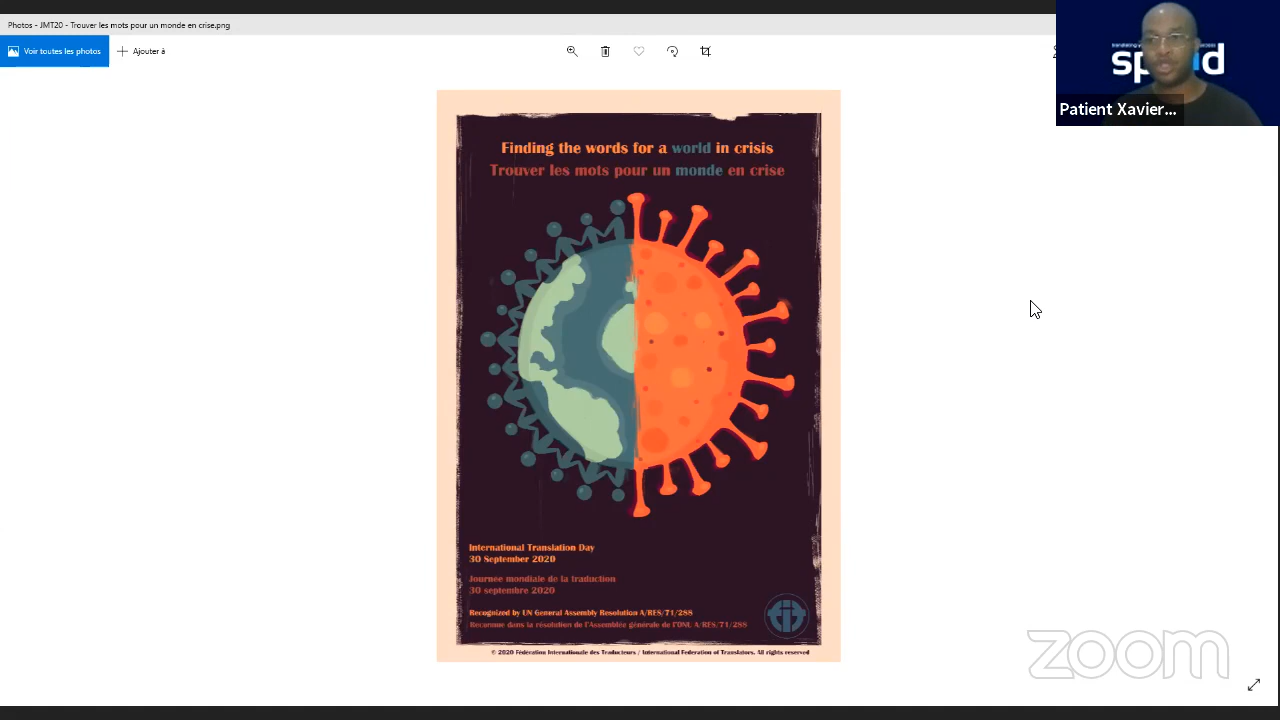 Photos - JMT20 - Trouver les mots pour un monde en crise.png
Voir toutes les photos
Ajouter à
Patient Xavier...
Finding the words for a world in crisis
Trouver les mots pour un monde en crise
International Translation Day
30 September 2020
Journée mondiale de la traduction
30 septembre 2020
Recognized by UN General Assembly Resolution A/RES/71/288
Reconnue dans la résolution de l'Assemblée générale de l'ONU A/RES/71/288
fit
© 2020 Fédération Internationale des Traducteurs / International Federation of Translators. All rights reserved
zoom